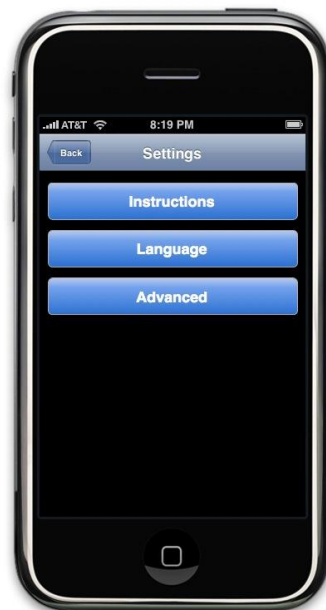 AT&T 8:19 PM
Back Settings
Instructions
Language
Advanced